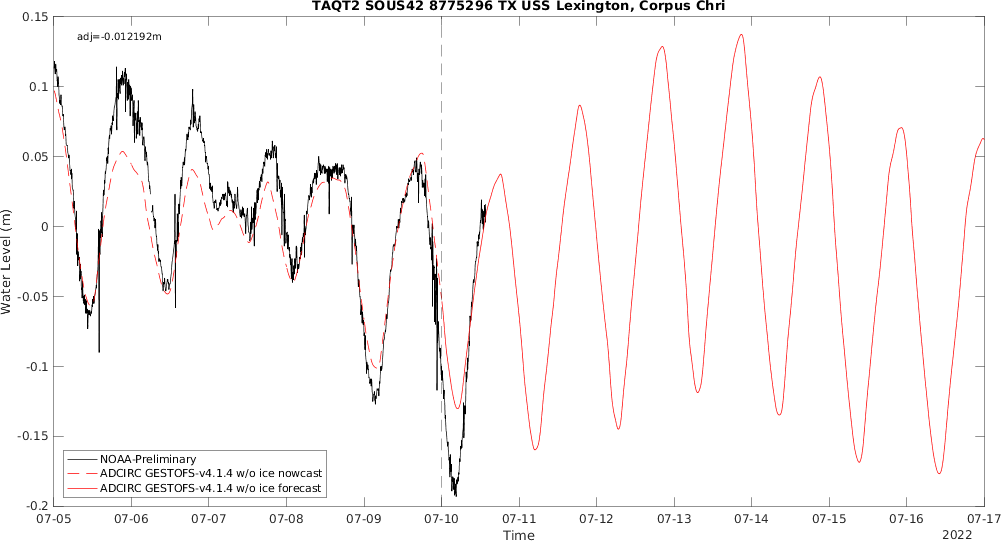 TAQT2 SOUS42 8775296 TX USS Lexington, Corpus Chri
adj=-0.012192m
0.15
0.1
0.05
0
-0.05
-0.1
-0.15
-0.2
Water Level (m)
NOAA-Preliminary
ADCIRC GESTOFS-v4.1.4 w/o ice nowcast
ADCIRC GESTOFS-v4.1.4 w/o ice forecast
07-05 07-06 07-07 07-08 07-09 07-10 07-11 07-12 07-13 07-14 07-15 07-16 07-17
Time
2022